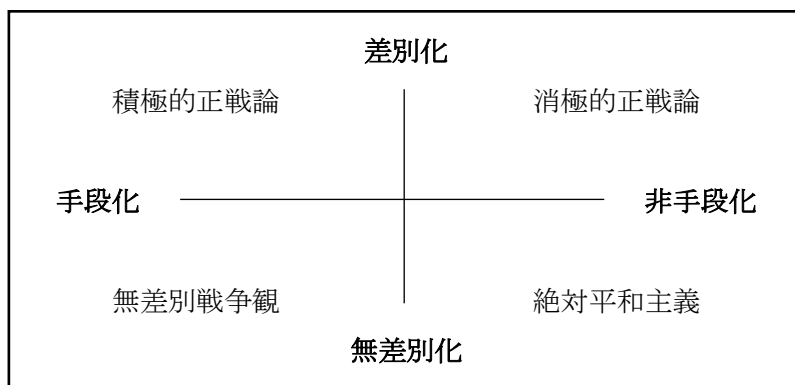 差別化
積極的正戦論
消極的正戦論
手段化
非手段化
無差別戦争観
絶対平和主義
無差別化